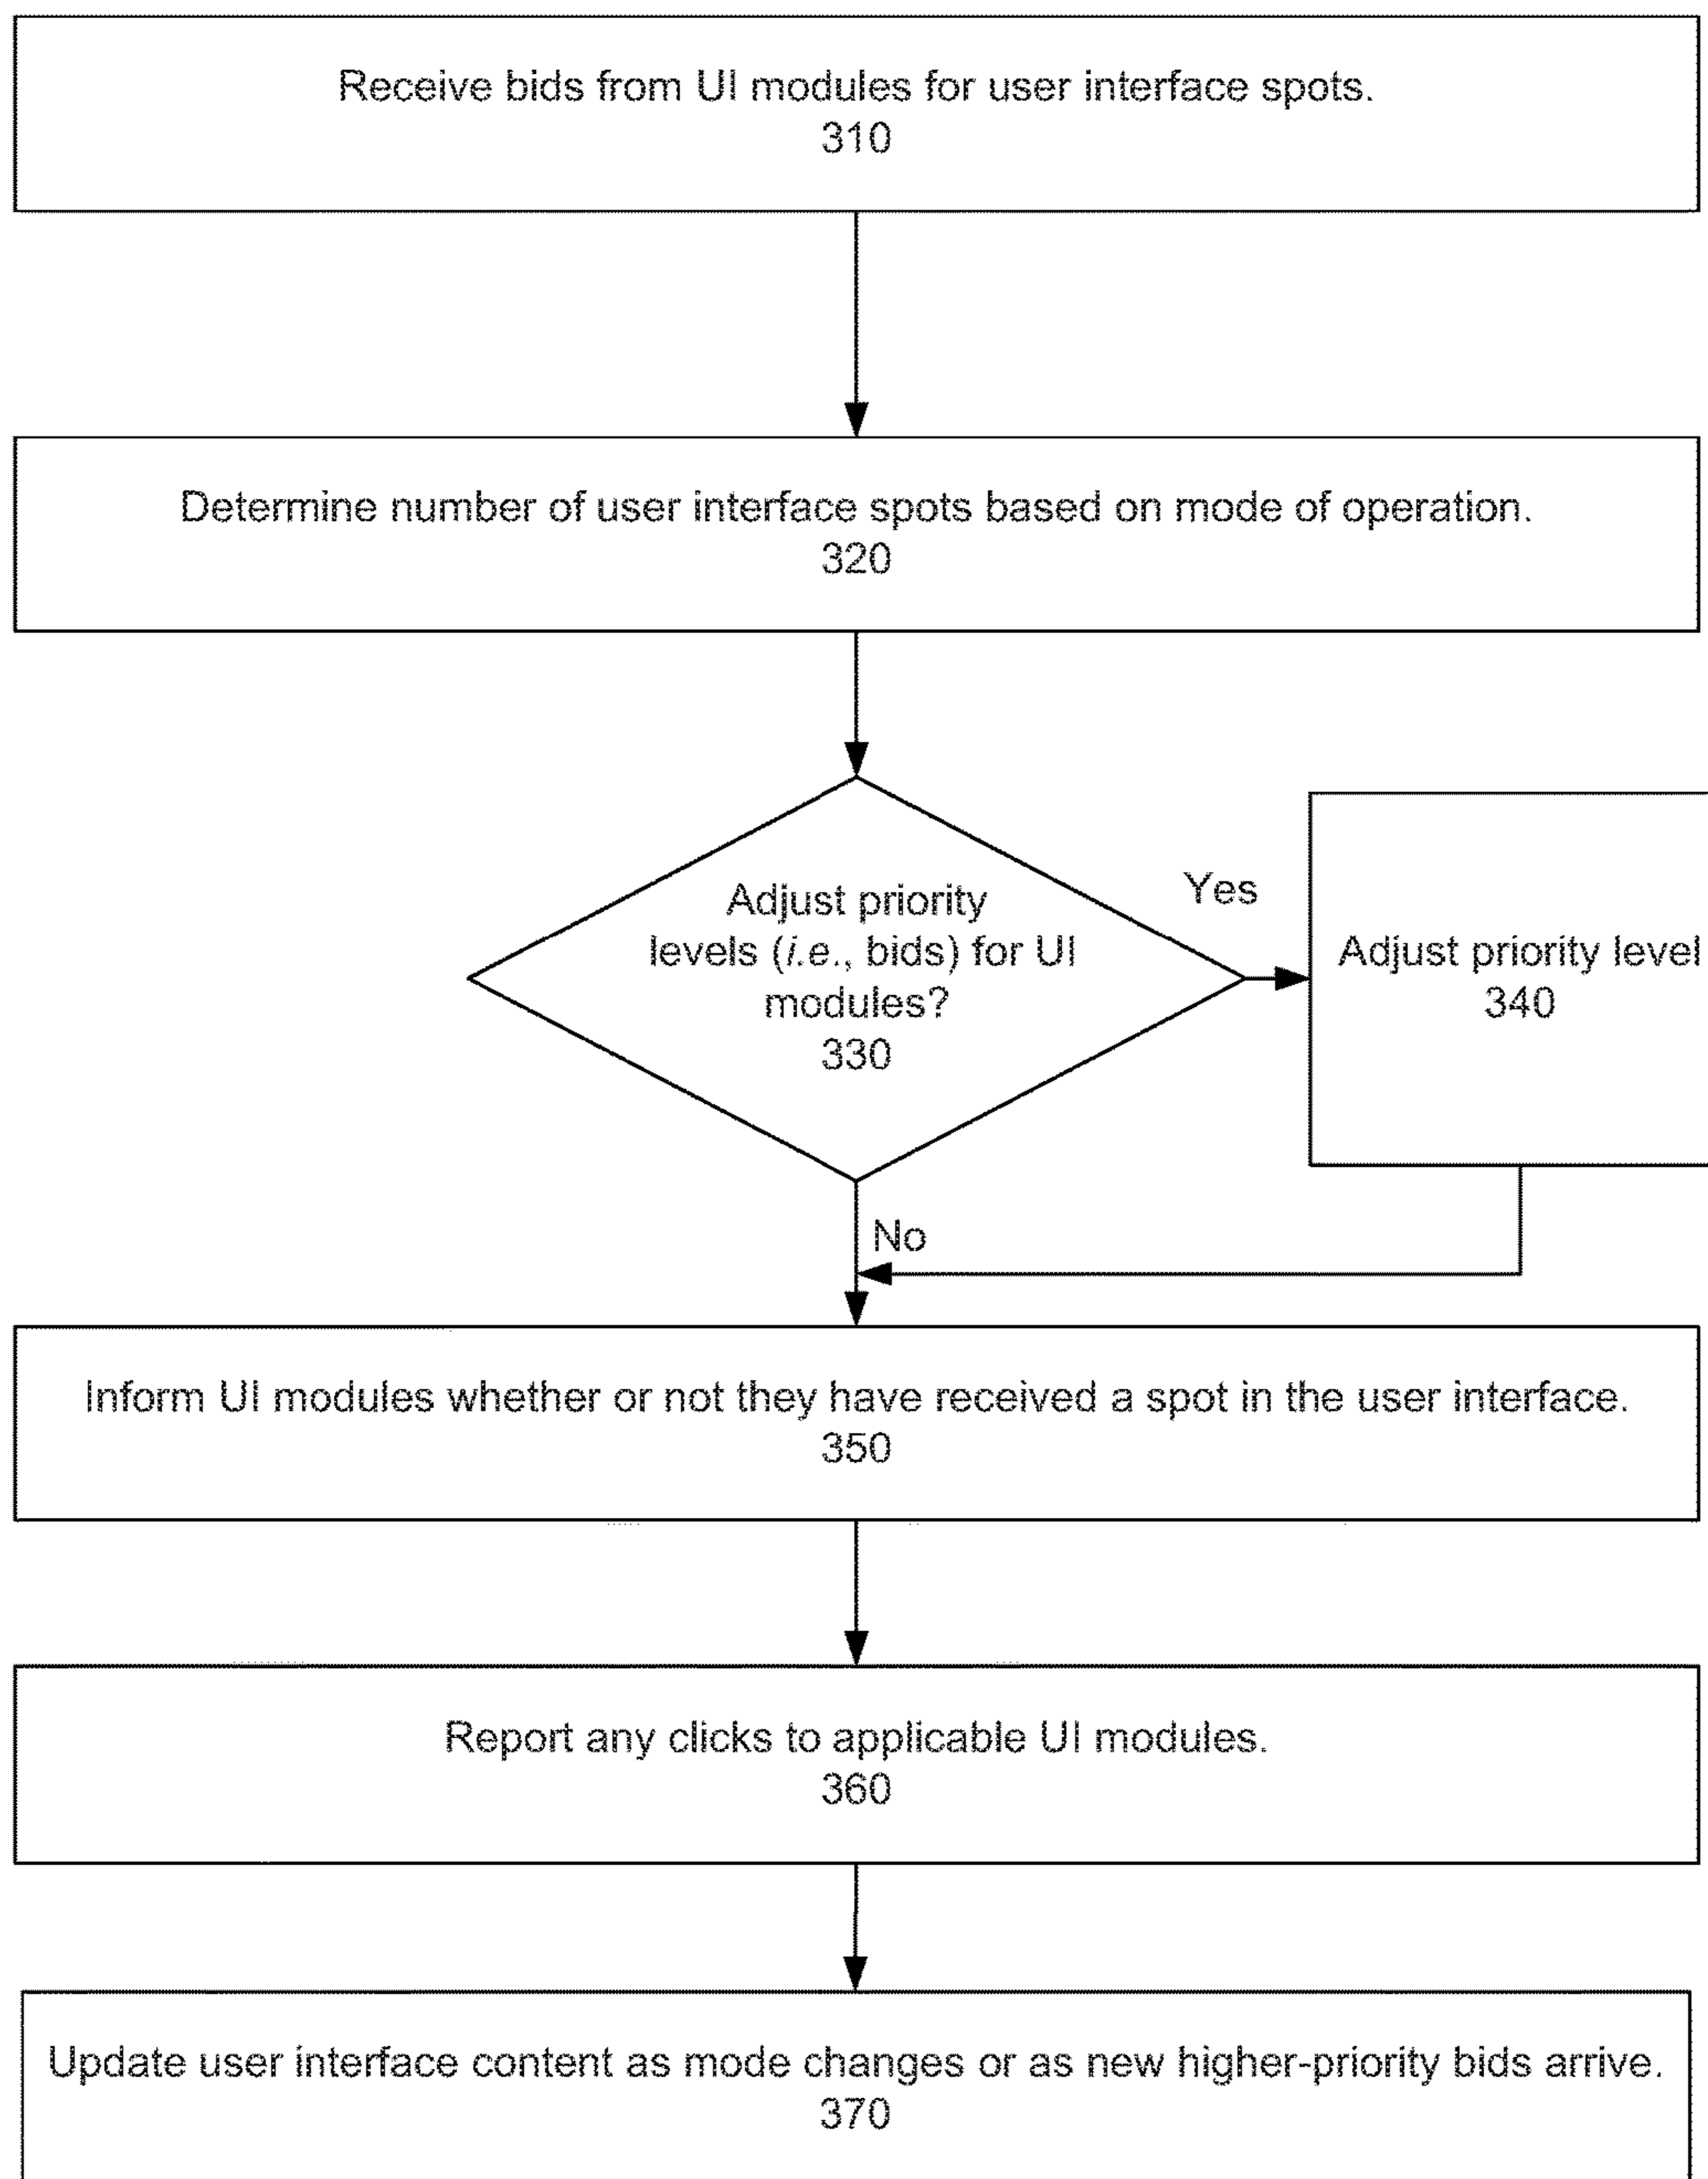 Receive bids from UI modules for user interface spots.
310
Determine number of user interface spots based on mode of operation.
320
Adjust priority
levels (i.e., bids) for UI
modules?
330
Yes
Adjust priority level
340
No
Inform UI modules whether or not they have received a spot in the user interface.
350
Report any clicks to applicable UI modules.
360
Update user interface content as mode changes or as new higher-priority bids arrive.
370